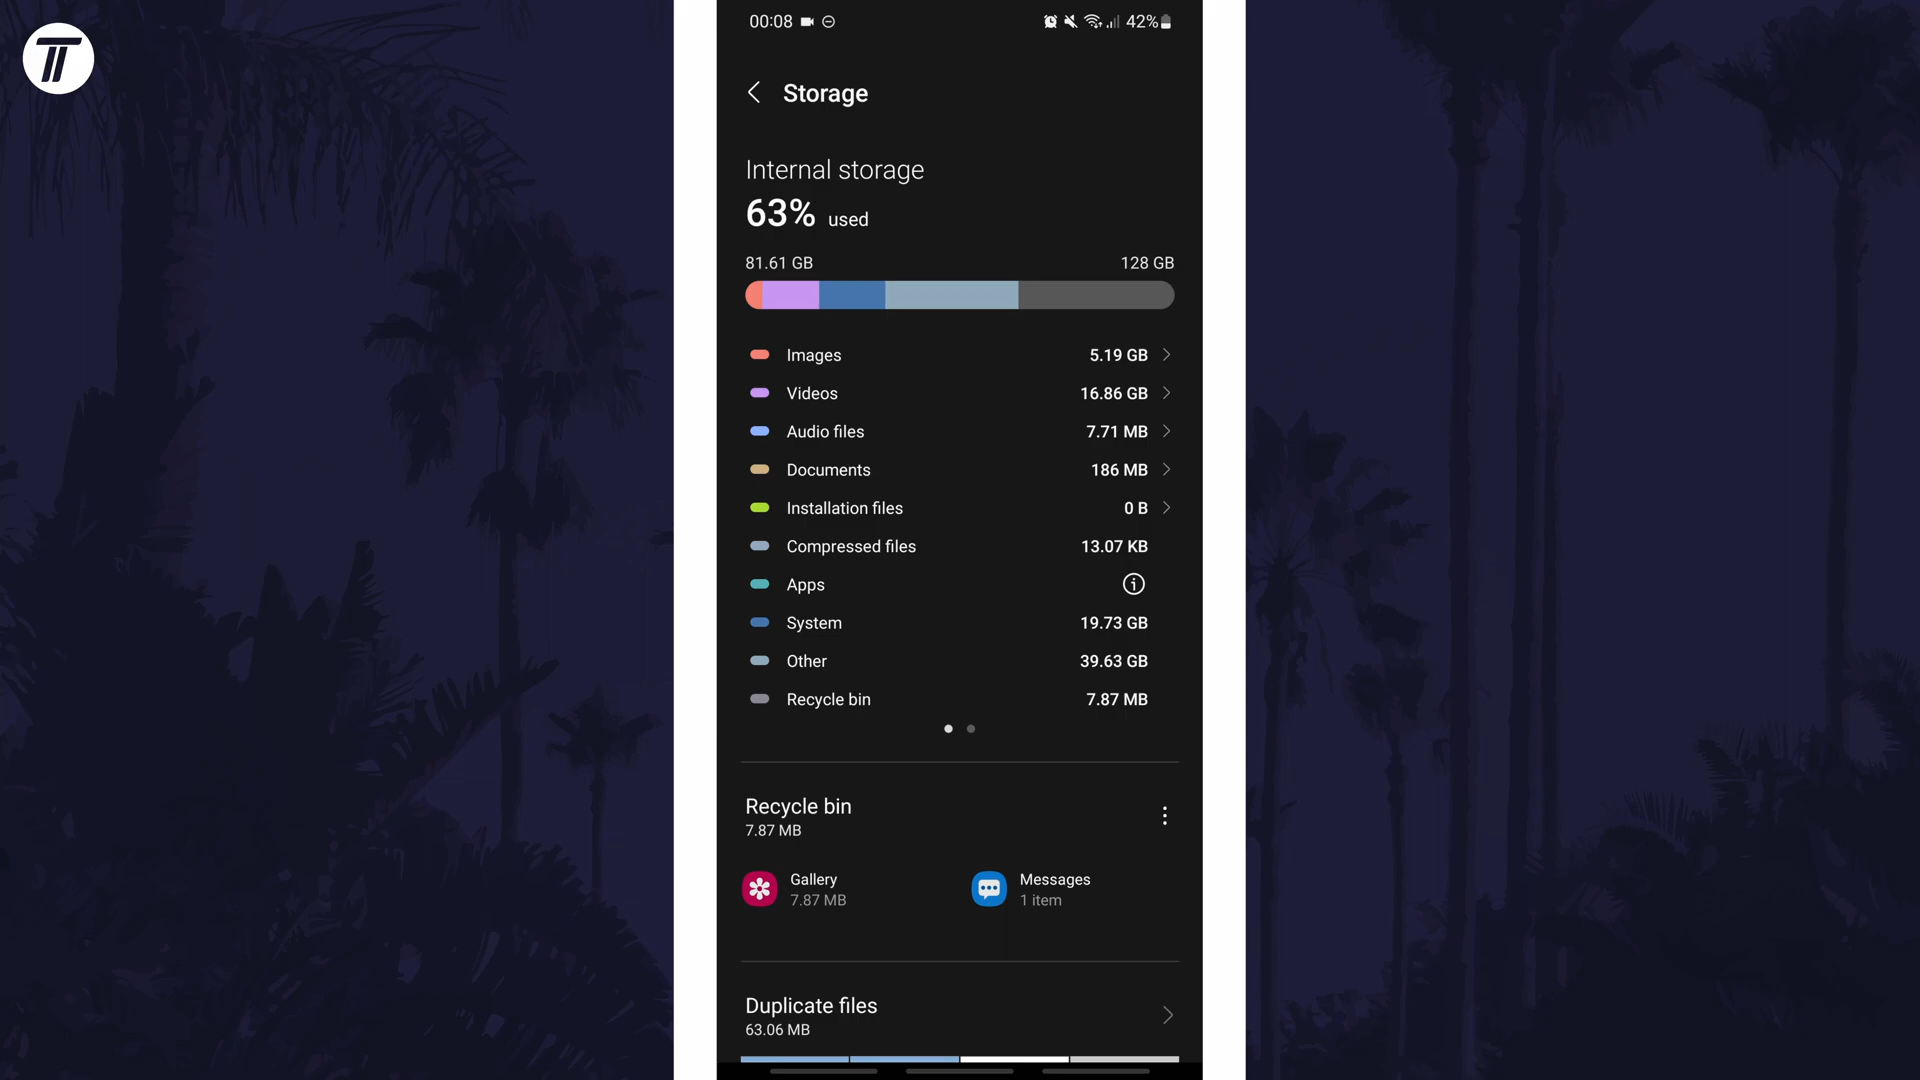 00:08 42%
Storage
Internal storage
63% used
81.61 GB 128 GB
Images 5.19 GB
Videos 16.86 GB
Audio files 7.71 MB
Documents 186 MB
Installation files 0 B
Compressed files 13.07 KB
Apps
System 19.73 GB
Other 39.63 GB
Recycle bin 7.87 MB
Recycle bin
7.87 MB
Gallery Messages
7.87 MB 1 item
Duplicate files
63.06 MB